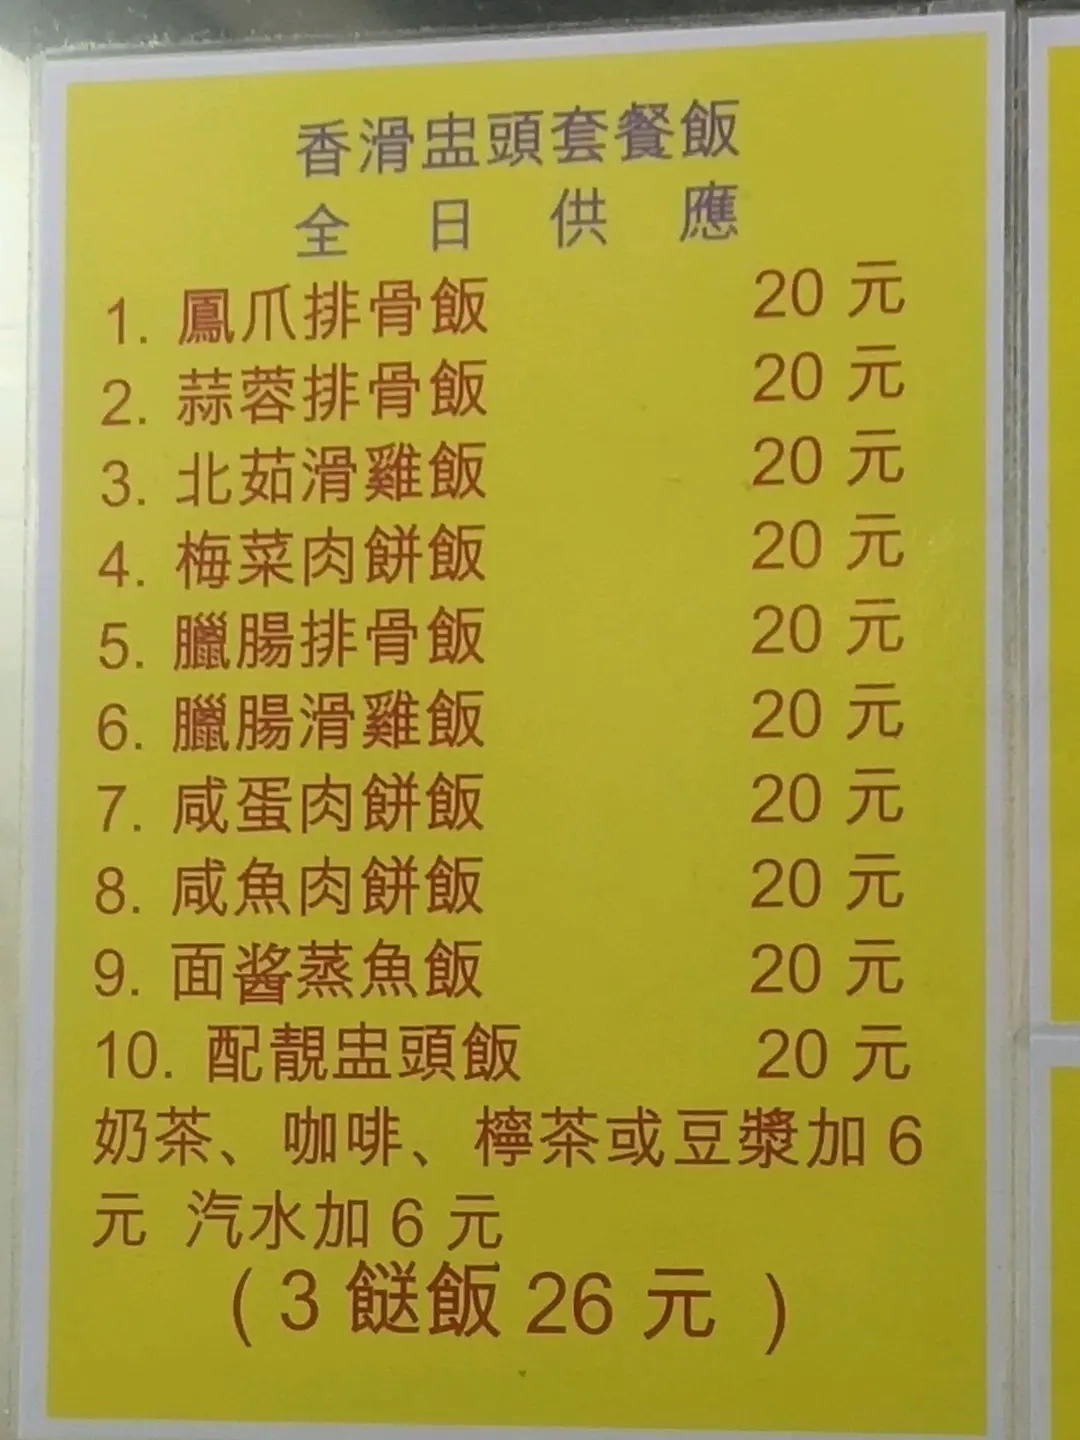 香滑盅頭套餐飯
全 日 供 應
1. 鳳爪排骨飯 20 元
2. 蒜蓉排骨飯 20 元
3. 北茹滑雞飯 20 元
4. 梅菜肉餅飯 20 元
5. 臘腸排骨飯 20 元
6. 臘腸滑雞飯 20 元
7. 咸蛋肉餅飯 20 元
8. 咸魚肉餅飯 20 元
9. 面酱蒸魚飯 20 元
10. 配靚盅頭飯 20 元
奶茶、咖啡、檸茶或豆漿加 6
元 汽水加 6 元
( 3 餸飯 26 元 )